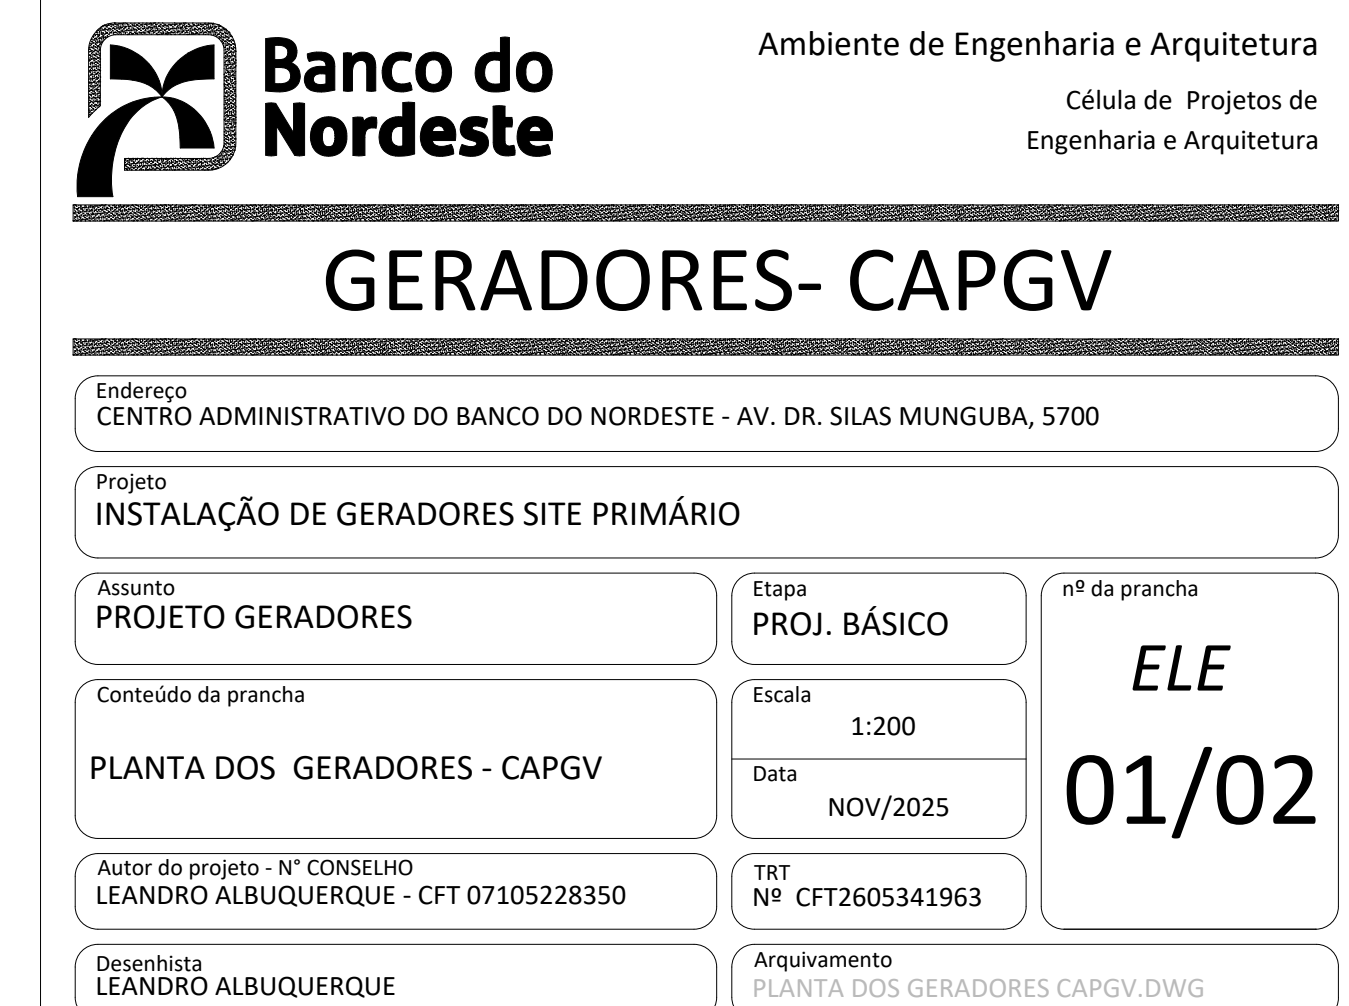 Banco do
Nordeste
Ambiente de Engenharia e Arquitetura
Célula de Projetos de
Engenharia e Arquitetura
GERADORES- CAPGV
Endereço
CENTRO ADMINISTRATIVO DO BANCO DO NORDESTE - AV. DR. SILAS MUNGUBA, 5700
Projeto
INSTALAÇÃO DE GERADORES SITE PRIMÁRIO
Assunto
PROJETO GERADORES
Etapa
PROJ. BÁSICO
nº da prancha
ELE
01/02
Conteúdo da prancha
PLANTA DOS GERADORES - CAPGV
Escala
1:200
Data
NOV/2025
Autor do projeto - N° CONSELHO
LEANDRO ALBUQUERQUE - CFT 07105228350
TRT
Nº CFT2605341963
Desenhista
LEANDRO ALBUQUERQUE
Arquivamento
PLANTA DOS GERADORES CAPGV.DWG